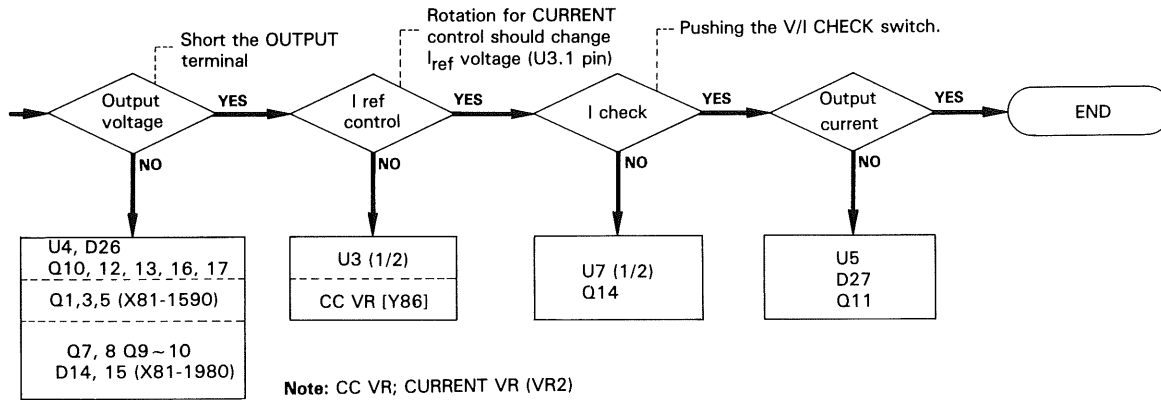 Short the OUTPUT
terminal
Rotation for CURRENT
control should change
Iref voltage (U3.1 pin)
Pushing the V/I CHECK switch.
Output
voltage
YES
I ref
control
YES
I check
YES
Output
current
YES
END
NO
NO
NO
NO
U4, D26
Q10, 12, 13, 16, 17
Q1,3,5 (X81-1590)
Q7, 8 Q9~10
D14, 15 (X81-1980)
U3 (1/2)
CC VR [Y86]
U7 (1/2)
Q14
U5
D27
Q11
Note: CC VR; CURRENT VR (VR2)